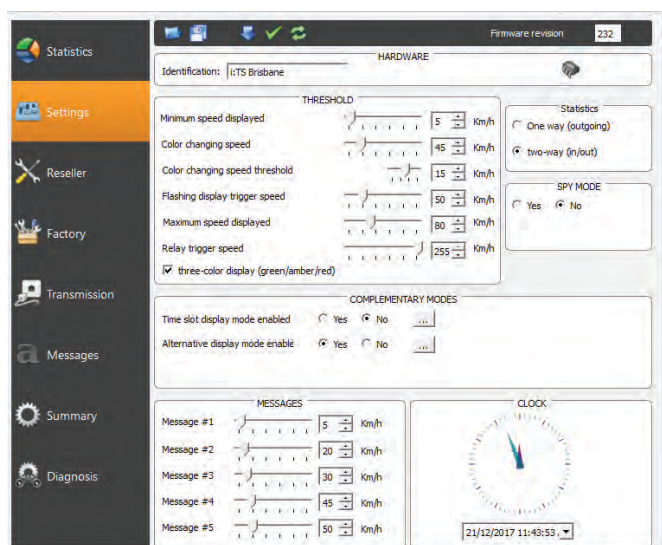 Firmware revision 232
Statistics
Settings
Reseller
Factory
Transmission
Messages
Summary
Diagnosis
HARDWARE
Identification: i:TS Brisbane
THRESHOLD
Minimum speed displayed 5 Km/h
Color changing speed 45 Km/h
Color changing speed threshold 15 Km/h
Flashing display trigger speed 50 Km/h
Maximum speed displayed 80 Km/h
Relay trigger speed 255 Km/h
three-color display (green/amber/red)
Statistics
One way (outgoing)
two-way (in/out)
SPY MODE
Yes No
COMPLEMENTARY MODES
Time slot display mode enabled Yes No ...
Alternative display mode enable Yes No ...
MESSAGES
Message #1 5 Km/h
Message #2 20 Km/h
Message #3 30 Km/h
Message #4 45 Km/h
Message #5 50 Km/h
CLOCK
21/12/2017 11:43:53